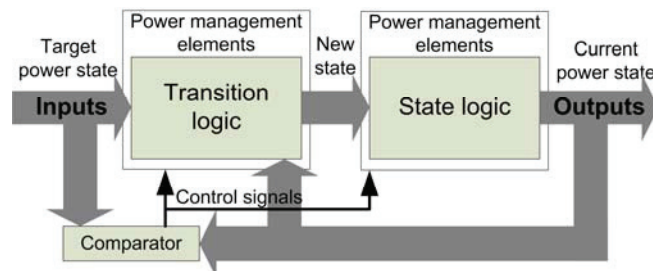 Power management
elements
Power management
elements
Target
power state
New
state
Current
power state
Inputs
Transition
logic
State logic
Outputs
Control signals
Comparator